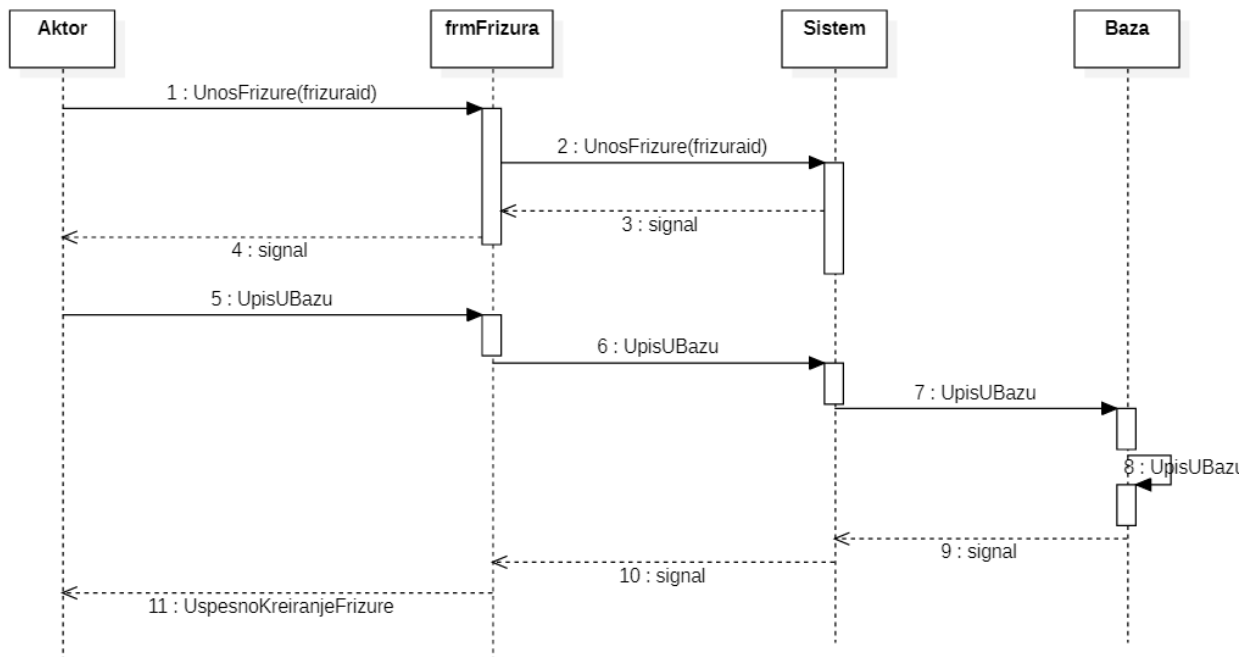 Aktor
frmFrizura
Sistem
Baza
1 : UnosFrizure(frizuraid)
2 : UnosFrizure(frizuraid)
3 : signal
4 : signal
5 : UpisUBazu
6 : UpisUBazu
7 : UpisUBazu
8 : UpisUBazu
9 : signal
10 : signal
11 : UspesnoKreiranjeFrizure